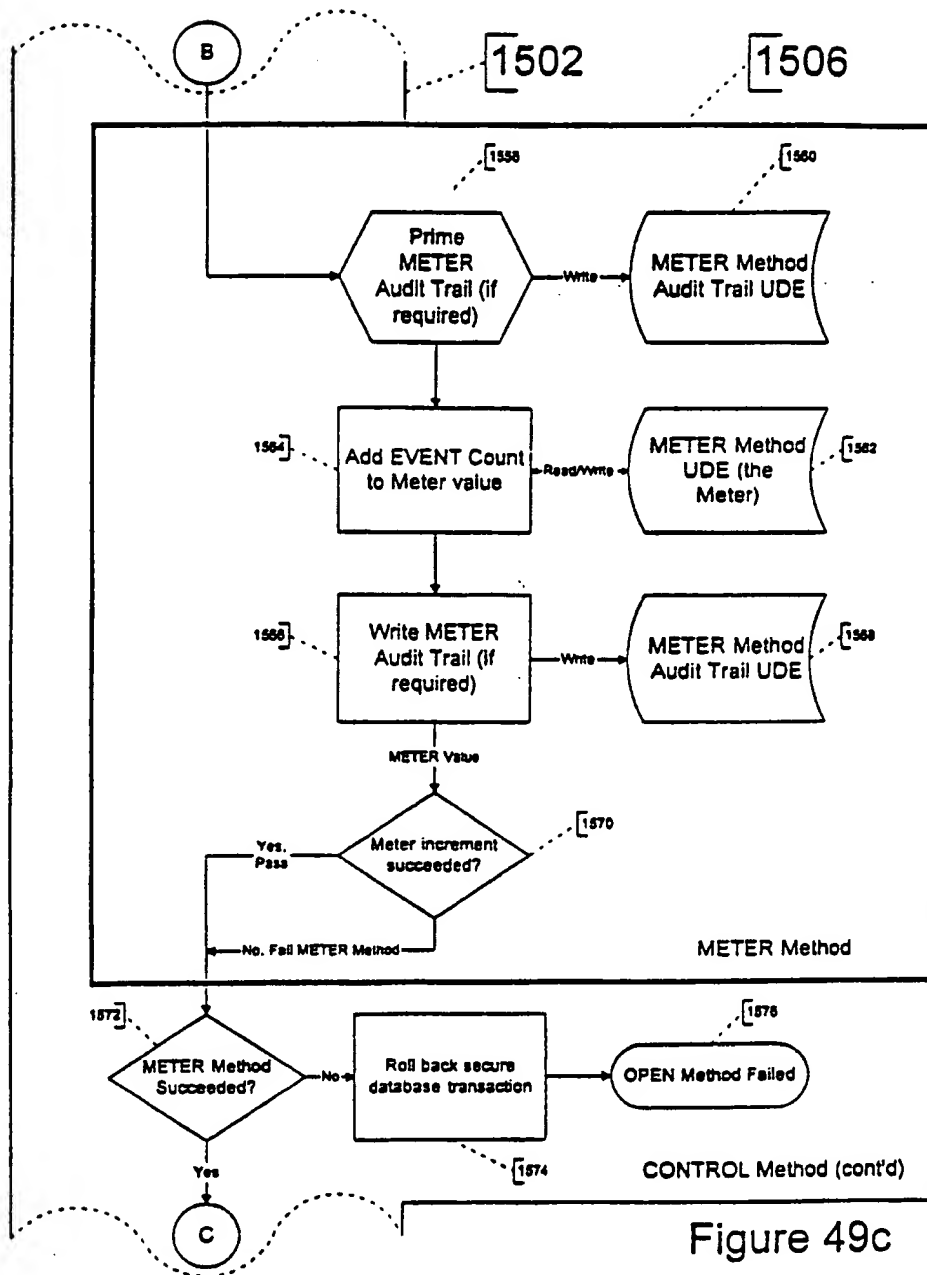 B
1502
1506
1558
1560
Prime
METER
Audit Trail (if
required)
Write
METER Method
Audit Trail UDE
1564
Add EVENT Count
to Meter value
Read/Write
METER Method
UDE (the
Meter)
1562
1566
Write METER
Audit Trail (if
required)
Write
METER Method
Audit Trail UDE
1568
METER Value
Meter increment
succeeded?
1570
Yes.
Pass
No. Fail METER Method
METER Method
1572
METER Method
Succeeded?
No
Roll back secure
database transaction
1574
1576
OPEN Method Failed
Yes
CONTROL Method (cont'd)
C
Figure 49c